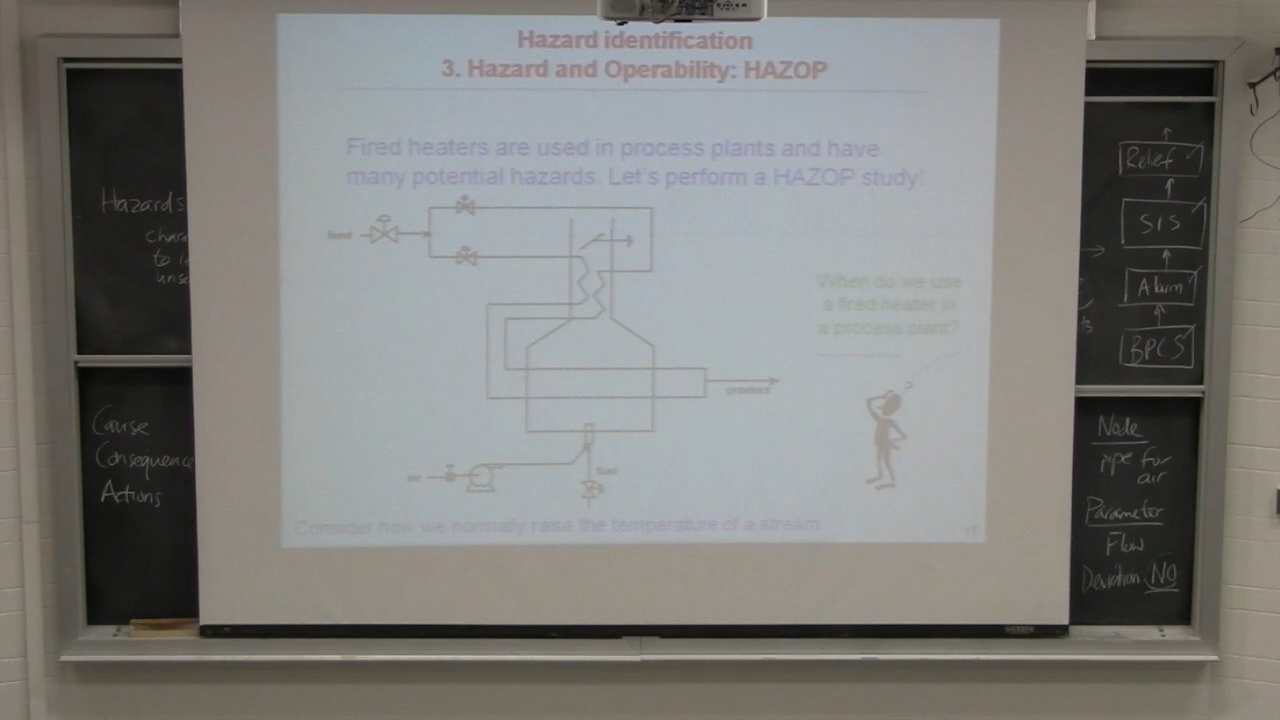 Hazard identification
3. Hazard and Operability: HAZOP
Fired heaters are used in process plants and have
many potential hazards. Let's perform a HAZOP study!
feed
When do we use
a fired heater in
a process plant?
product
air
fuel
Consider how we normally raise the temperature of a stream.
17
Hazards
to
Cause
Consequence
Actions
Relief
SIS
Alarm
BPCS
Node
pipe for
air
Parameter
Flow
Deviation NO